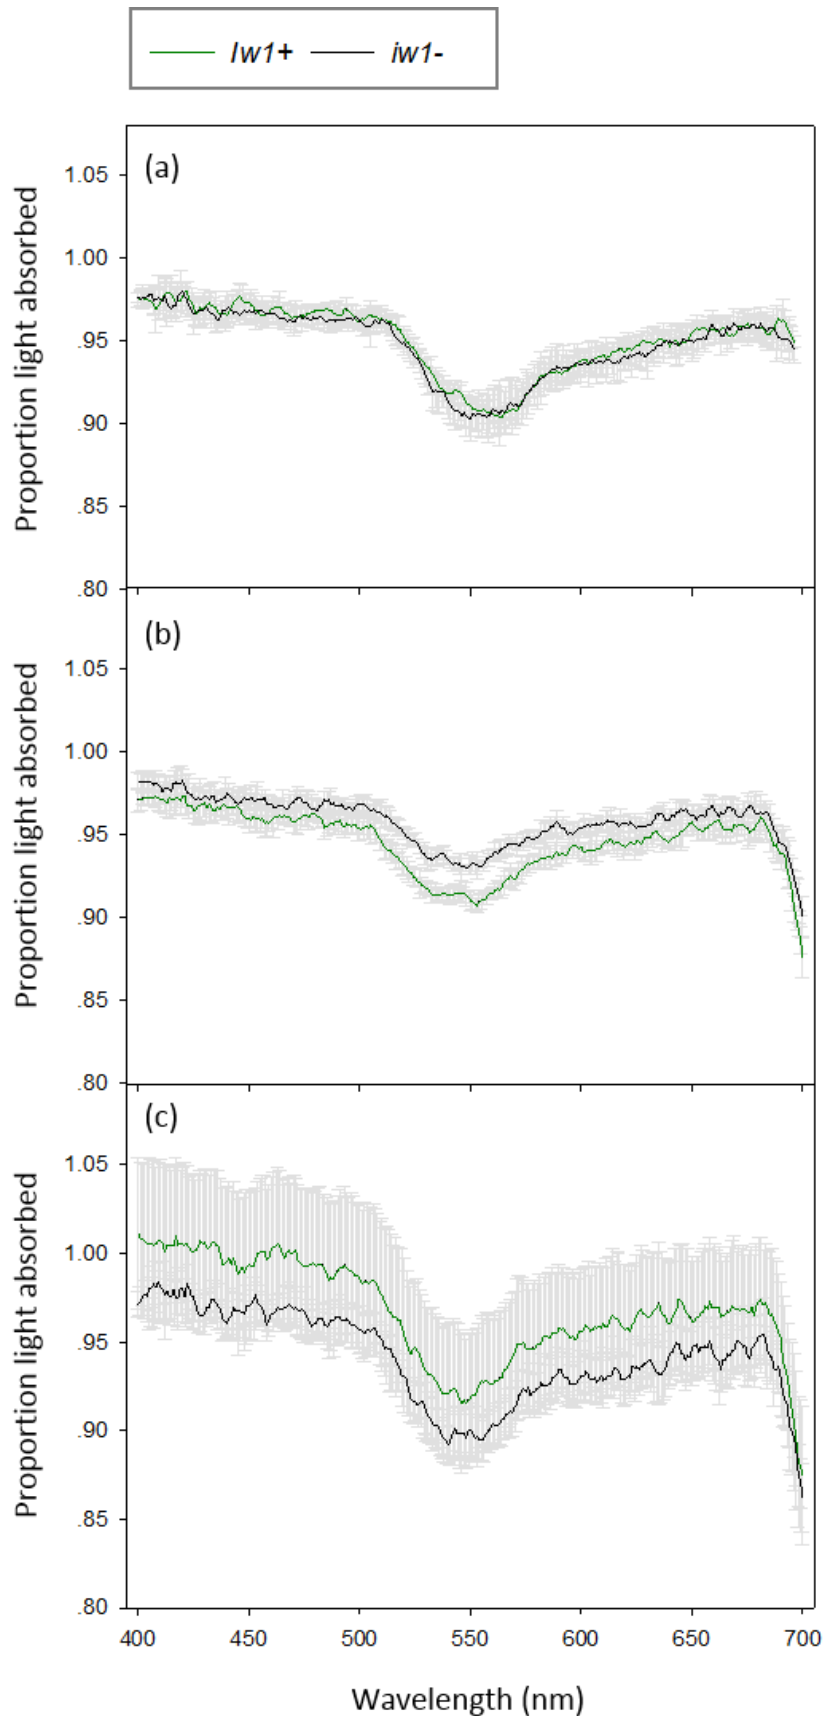 Iw1+ iw1-
(a)
Proportion light absorbed
1.05
1.00
.95
.90
.85
.80
(b)
Proportion light absorbed
1.05
1.00
.95
.90
.85
.80
(c)
Proportion light absorbed
1.05
1.00
.95
.90
.85
.80
400 450 500 550 600 650 700
Wavelength (nm)